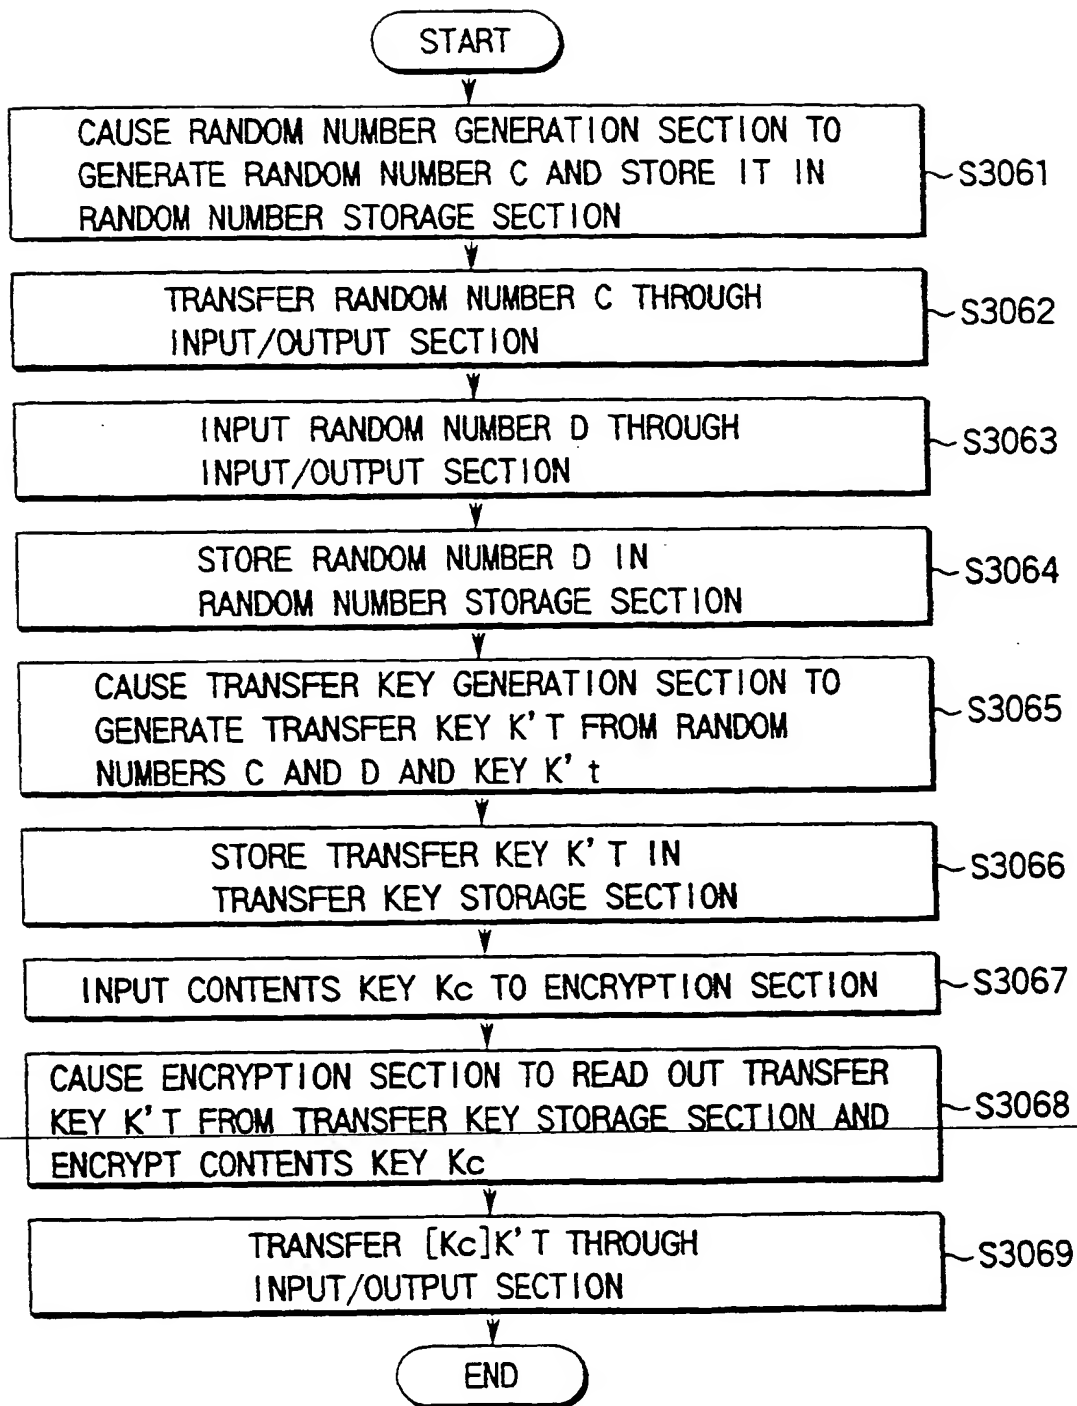 START
CAUSE RANDOM NUMBER GENERATION SECTION TO
GENERATE RANDOM NUMBER C AND STORE IT IN
RANDOM NUMBER STORAGE SECTION
S3061
TRANSFER RANDOM NUMBER C THROUGH
INPUT/OUTPUT SECTION
S3062
INPUT RANDOM NUMBER D THROUGH
INPUT/OUTPUT SECTION
S3063
STORE RANDOM NUMBER D IN
RANDOM NUMBER STORAGE SECTION
S3064
CAUSE TRANSFER KEY GENERATION SECTION TO
GENERATE TRANSFER KEY K'T FROM RANDOM
NUMBERS C AND D AND KEY K't
S3065
STORE TRANSFER KEY K'T IN
TRANSFER KEY STORAGE SECTION
S3066
INPUT CONTENTS KEY Kc TO ENCRYPTION SECTION
S3067
CAUSE ENCRYPTION SECTION TO READ OUT TRANSFER
KEY K'T FROM TRANSFER KEY STORAGE SECTION AND
ENCRYPT CONTENTS KEY Kc
S3068
TRANSFER [Kc]K'T THROUGH
INPUT/OUTPUT SECTION
S3069
END